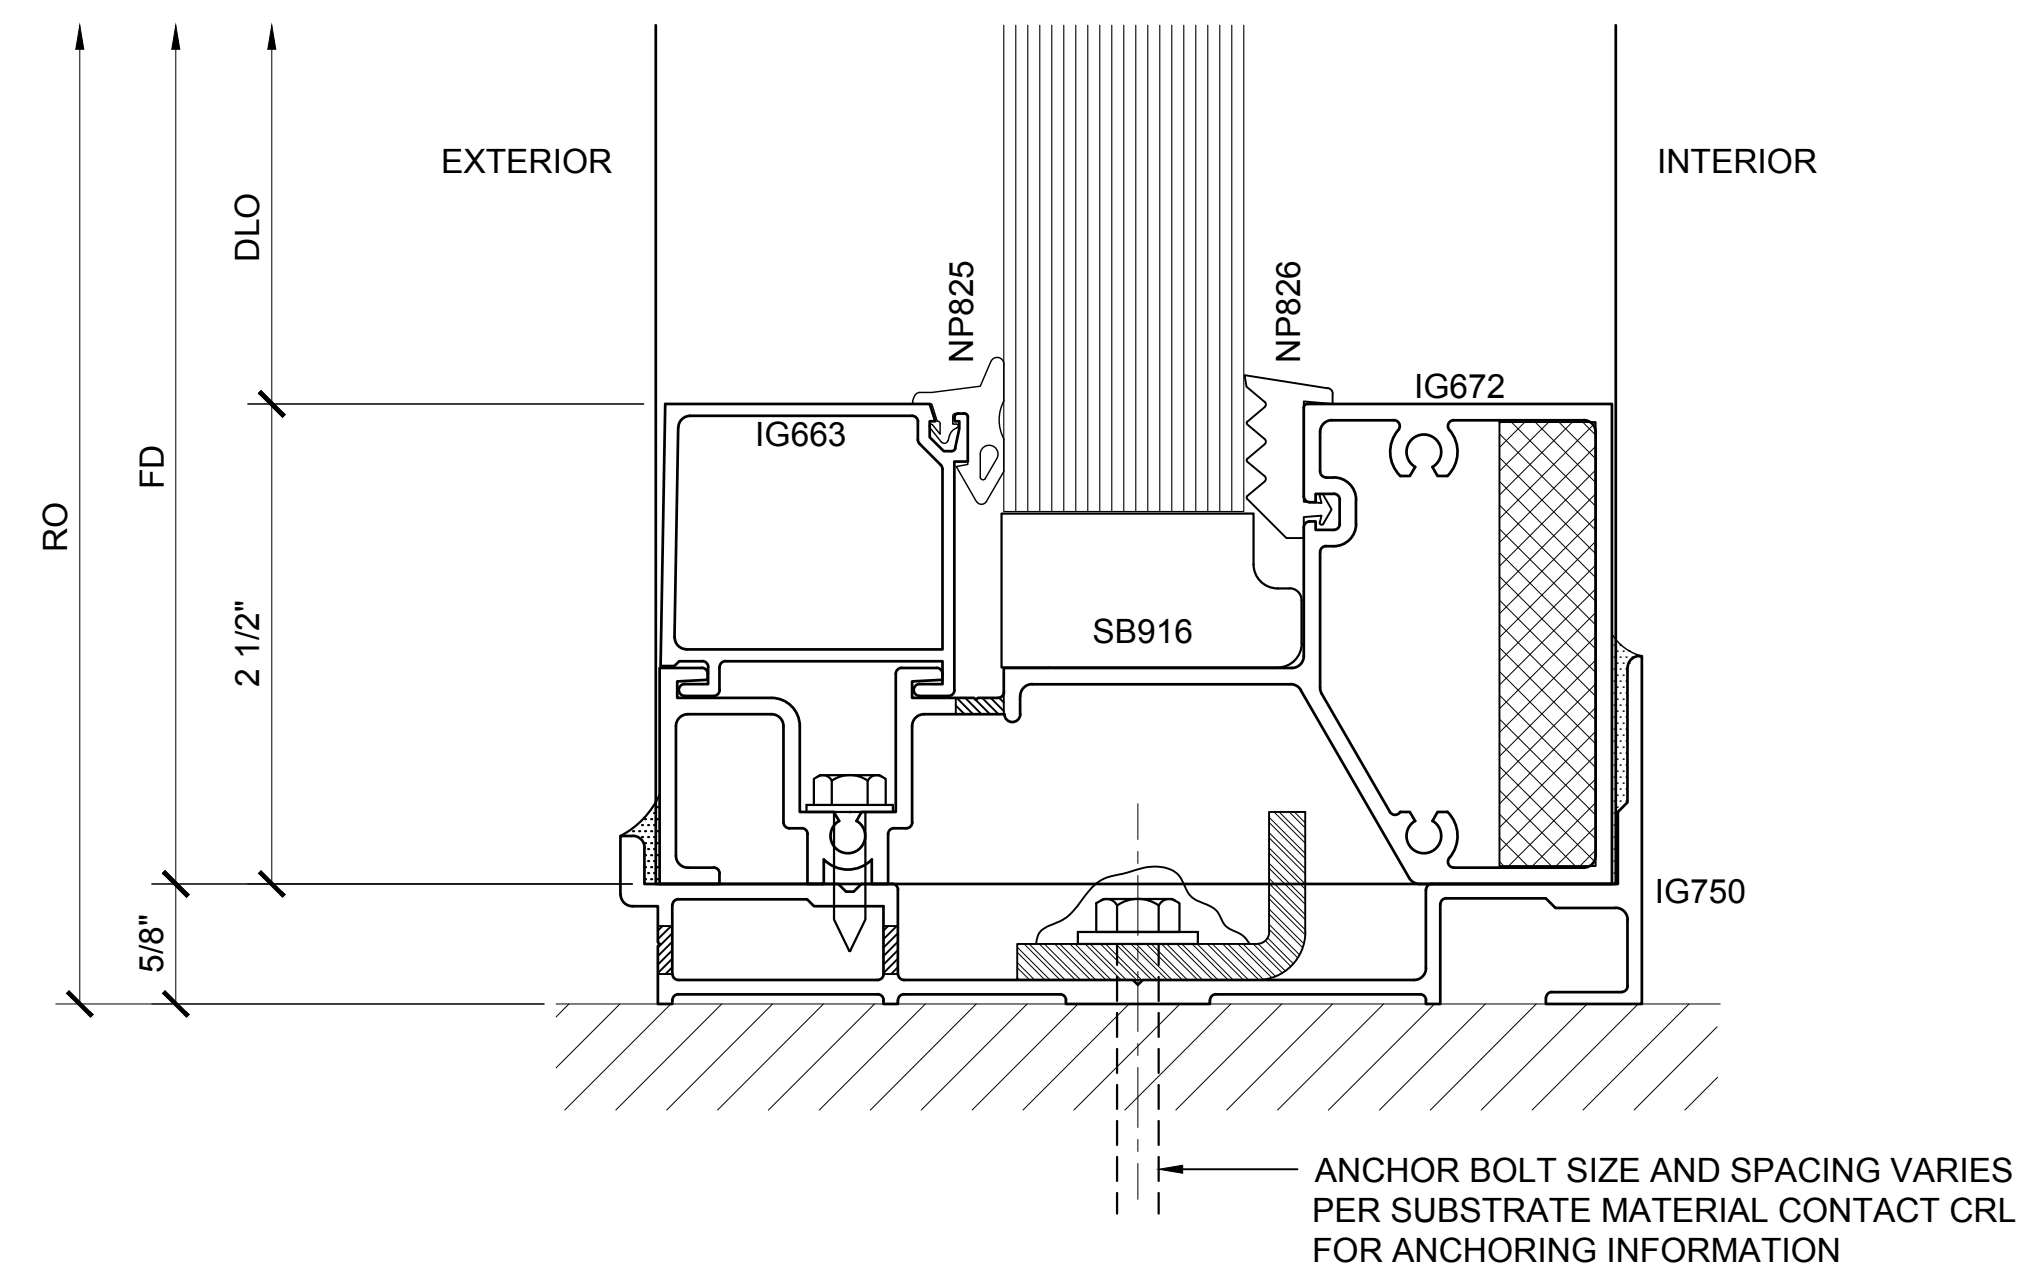 EXTERIOR
INTERIOR
DLO
NP825
NP826
IG672
IG663
FD
RO
2 1/2"
SB916
IG750
5/8"
ANCHOR BOLT SIZE AND SPACING VARIES
PER SUBSTRATE MATERIAL CONTACT CRL
FOR ANCHORING INFORMATION